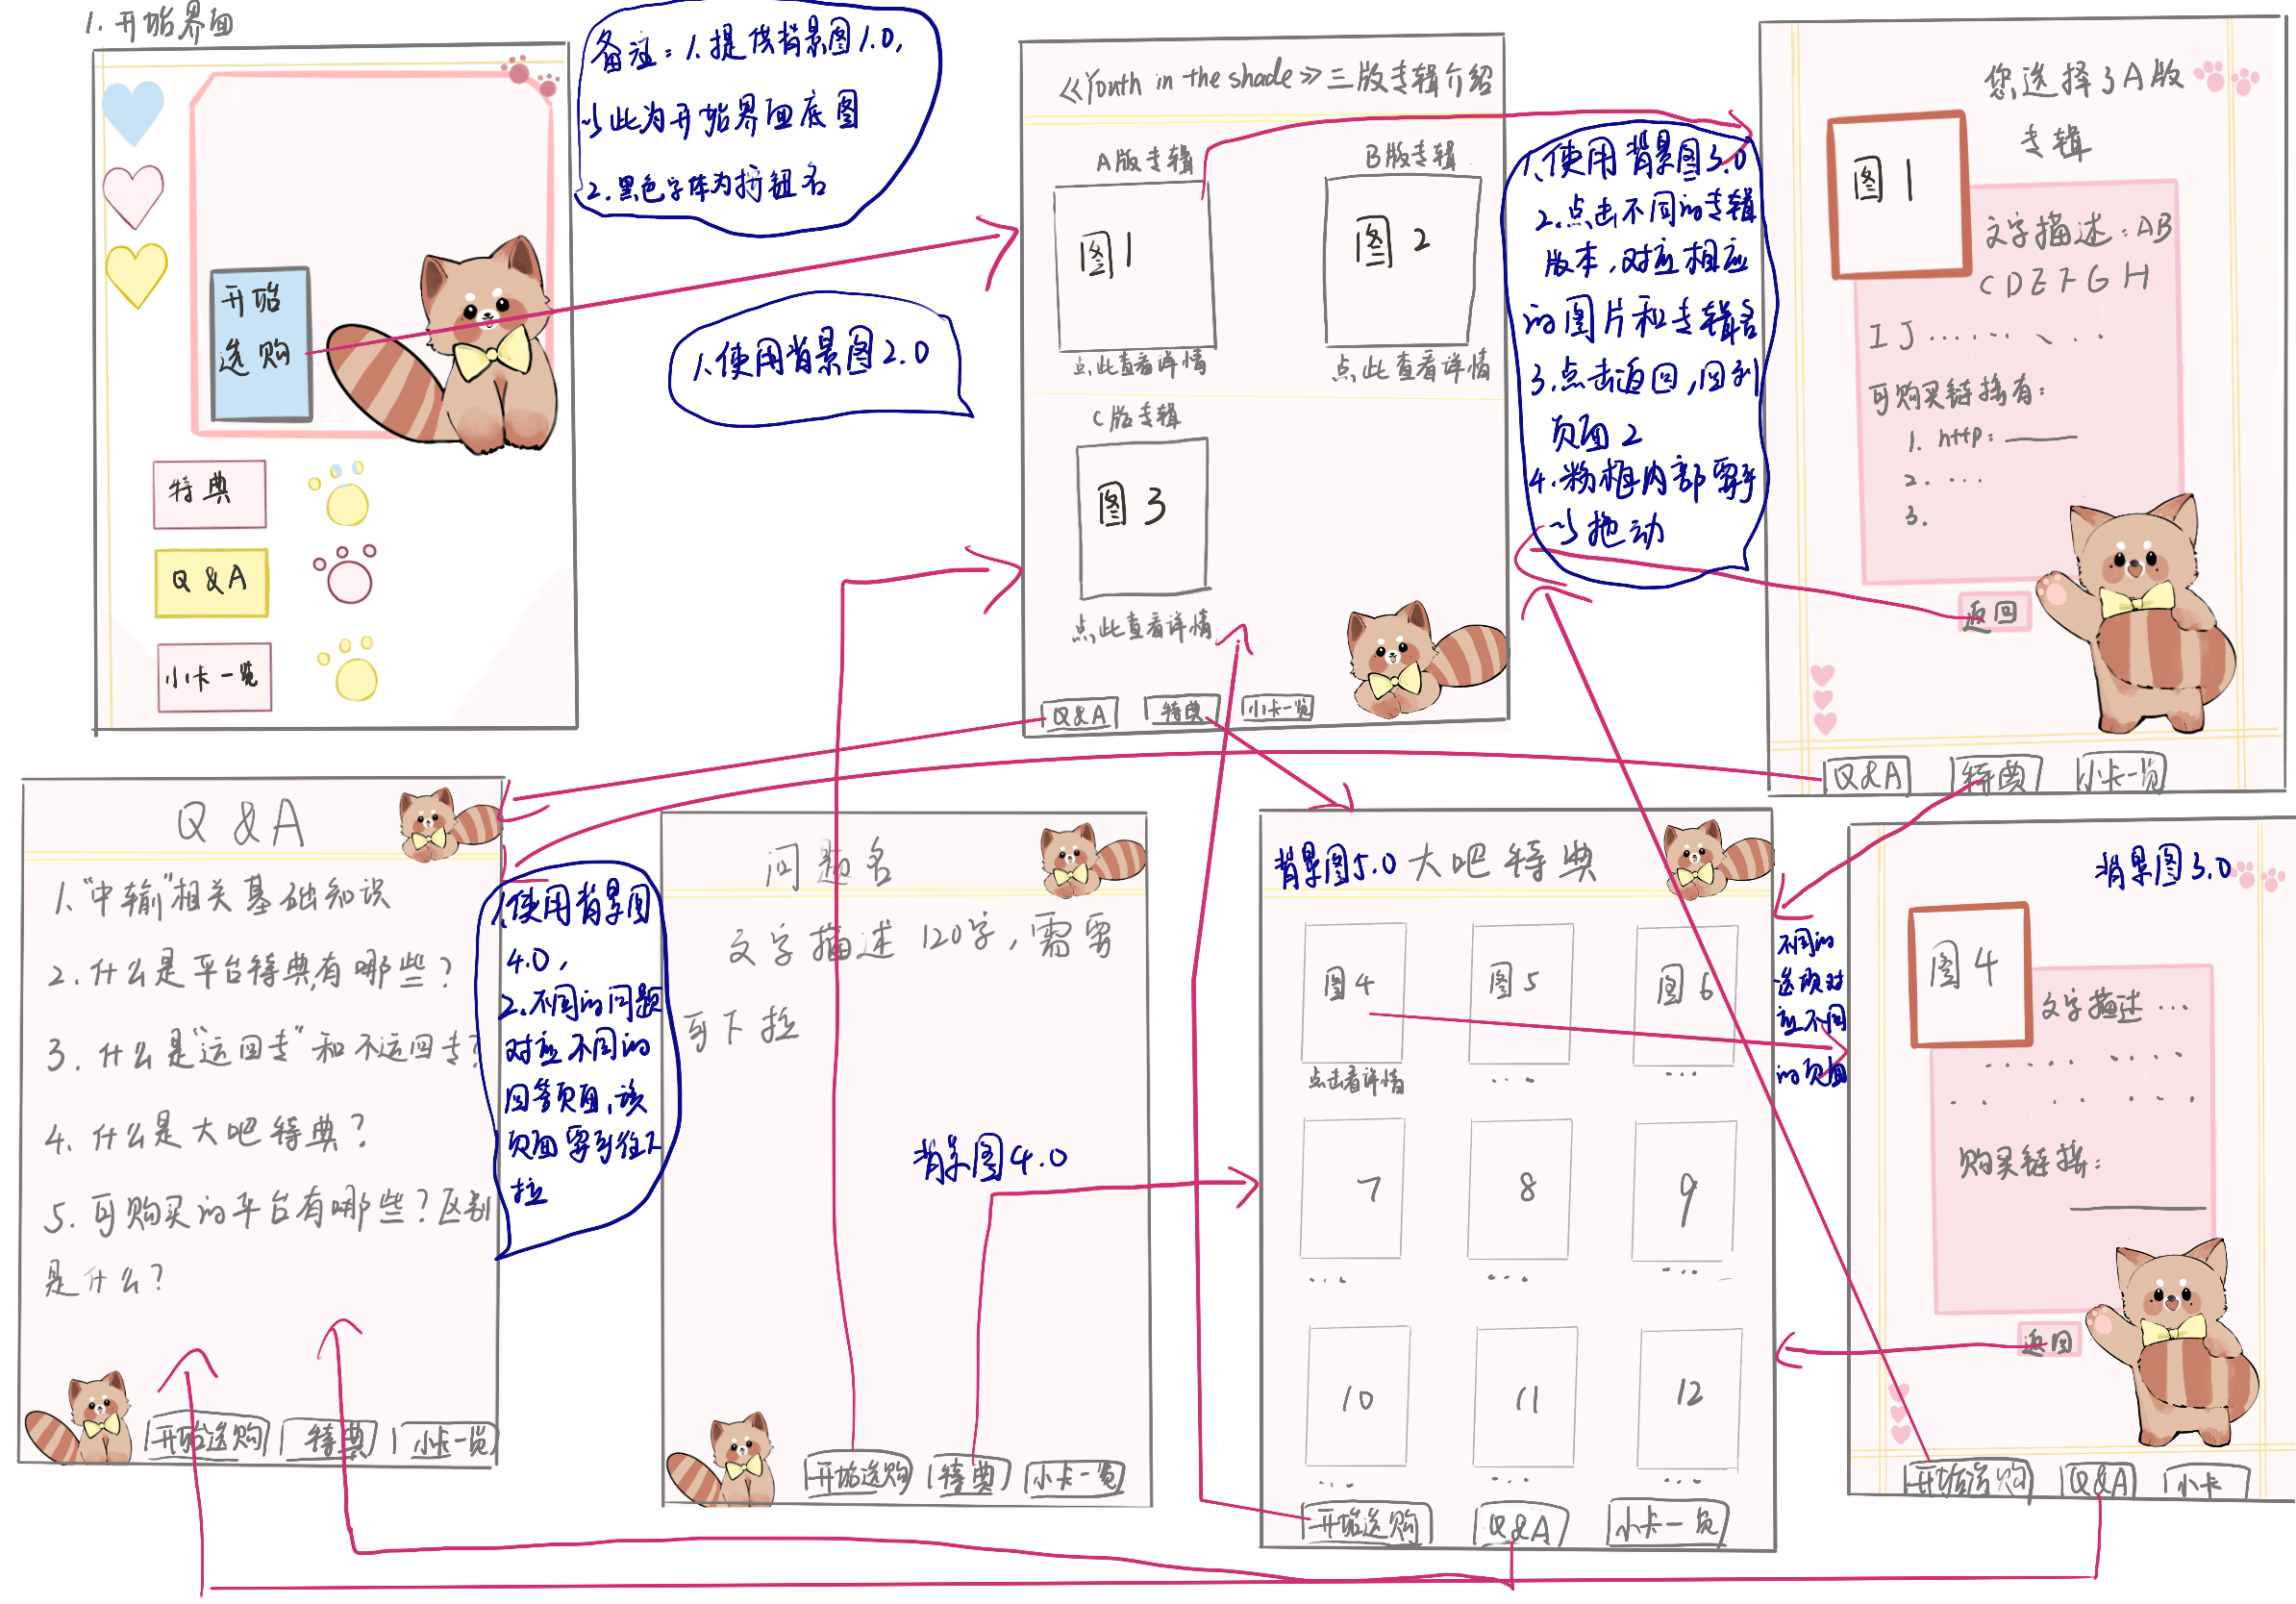 1. 开始界面
开始
选购
特典
Q&A
小卡一览
备注：1. 提供背景图1.0,
以此为开始界面底图
2. 黑色字体为按钮名
1. 使用背景图2.0
《Youth in the shade》三版专辑介绍
A版专辑
B版专辑
图1
图2
点此查看详情
点此查看详情
C版专辑
图3
点此查看详情
Q&A
特典
小卡一览
1. 使用背景图3.0
2. 点击不同的专辑
版本，对应相应
的图片和专辑名
3. 点击返回，回到
页面2
4. 粉框内部需可
以拖动
您选择了A版
专辑
图1
文字描述：AB
CDEFGH
IJ……、..
可购买链接有：
1. http：
2. ...
3.
返回
Q&A
特典
小卡一览
Q&A
1. "中输"相关基础知识
2. 什么是平台特典,有哪些？
3. 什么是"运回专"和不运回专？
4. 什么是大吧特典？
5. 可购买的平台有哪些？区别
是什么？
开始选购
特典
小卡一览
1. 使用背景图
4.0，
2. 不同的问题
对应不同的
回答页面，该
页面需可往下
拉
问题名
文字描述120字，需要
可下拉
背景图4.0
开始选购
特典
小卡一览
背景图5.0
大吧特典
图4
图5
图6
点击看详情
...
...
7
8
9
...
...
...
10
11
12
...
...
...
开始选购
Q&A
小卡一览
不同的
选项对
应不同
的页面
背景图3.0
图4
文字描述…
..... ....
.. .... ....
购买链接：
返回
开始选购
Q&A
小卡